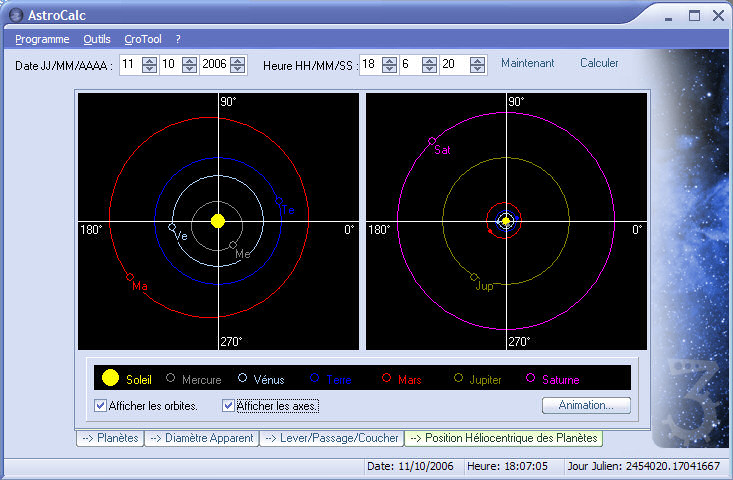 AstroCalc
Programme Outils CroTool ?
Date JJ/MM/AAAA : 11 10 2006 Heure HH/MM/SS : 18 6 20 Maintenant Calculer
90° 90°
Sat
Te
180° 0° 180° 0°
Ve
Me
Ma Jup
270° 270°
Soleil Mercure Vénus Terre Mars Jupiter Saturne
Afficher les orbites. Afficher les axes. Animation...
--> Planètes --> Diamètre Apparent --> Lever/Passage/Coucher --> Position Héliocentrique des Planètes
Date: 11/10/2006 Heure: 18:07:05 Jour Julien: 2454020.17041667